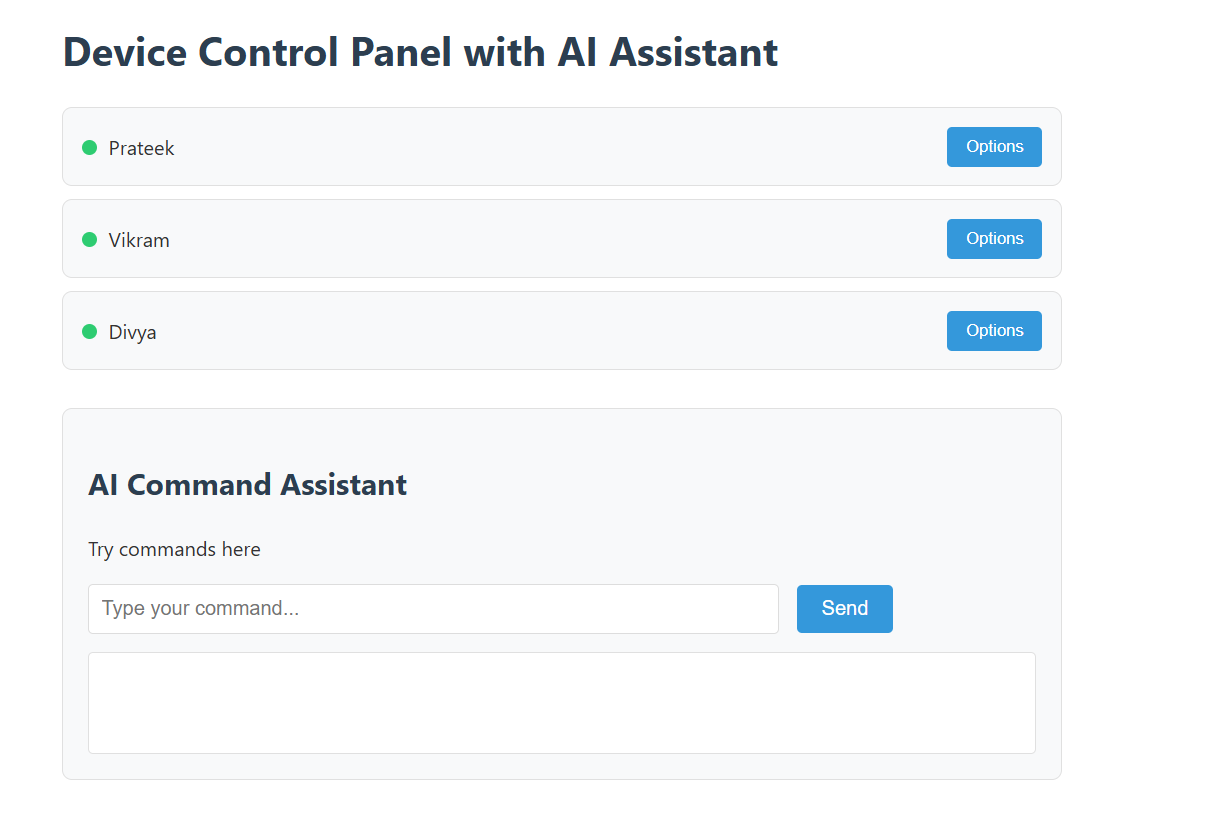 Device Control Panel with AI Assistant
Prateek
Options
Vikram
Options
Divya
Options
AI Command Assistant
Try commands here
Type your command...
Send